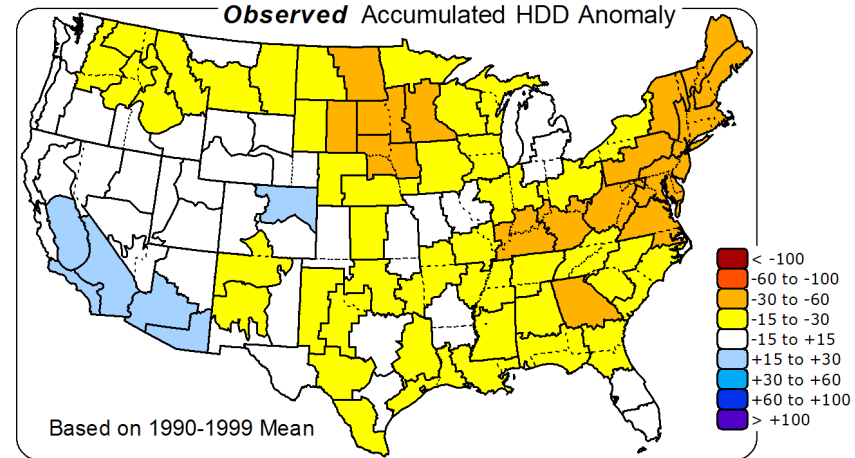 Observed Accumulated HDD Anomaly
< -100
-60 to -100
-30 to -60
-15 to -30
-15 to +15
+15 to +30
+30 to +60
+60 to +100
> +100
Based on 1990-1999 Mean